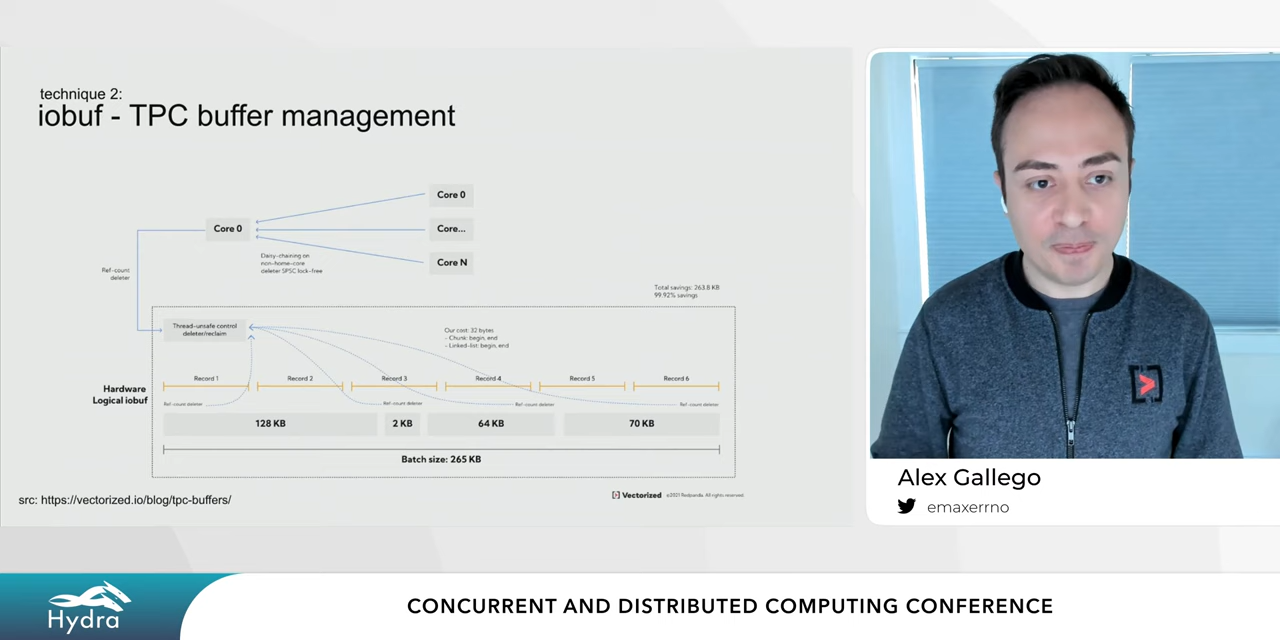 technique 2:
iobuf - TPC buffer management
Core 0
Core 0
Core...
Core N
Daisy-chaining on
non-home-core
deleter SPSC lock-free
Ref-count
deleter
Total savings: 263.8 KB
99.92% savings
Thread-unsafe control
deleter/reclaim
Our cost: 32 bytes
- Chunk: begin, end
- Linked-list: begin, end
Record 1
Record 2
Record 3
Record 4
Record 5
Record 6
Hardware
Logical iobuf
Ref-count deleter
Ref-count deleter
Ref-count deleter
Ref-count deleter
128 KB
2 KB
64 KB
70 KB
Batch size: 265 KB
src: https://vectorized.io/blog/tpc-buffers/
Vectorized ©2021 Redpanda. All rights reserved.
Alex Gallego
emaxerrno
Hydra
CONCURRENT AND DISTRIBUTED COMPUTING CONFERENCE